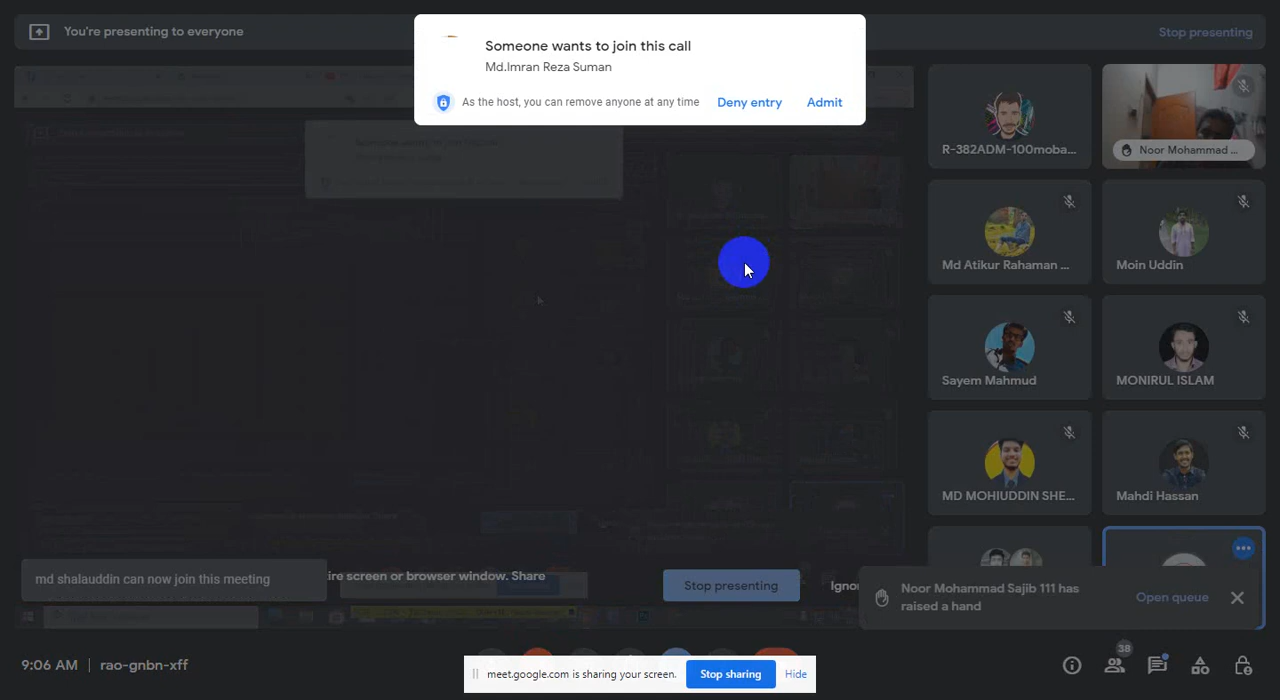 You're presenting to everyone
Stop presenting
Someone wants to join this call
Md.Imran Reza Suman
As the host, you can remove anyone at any time
Deny entry
Admit
R-382ADM-100moba...
Noor Mohammad ...
Md Atikur Rahaman ...
Moin Uddin
Sayem Mahmud
MONIRUL ISLAM
MD MOHIUDDIN SHE...
Mahdi Hassan
md shalauddin can now join this meeting
ire screen or browser window. Share
Stop presenting
Ignor
Noor Mohammad Sajib 111 has
raised a hand
Open queue
9:06 AM | rao-gnbn-xff
meet.google.com is sharing your screen.
Stop sharing
Hide
38